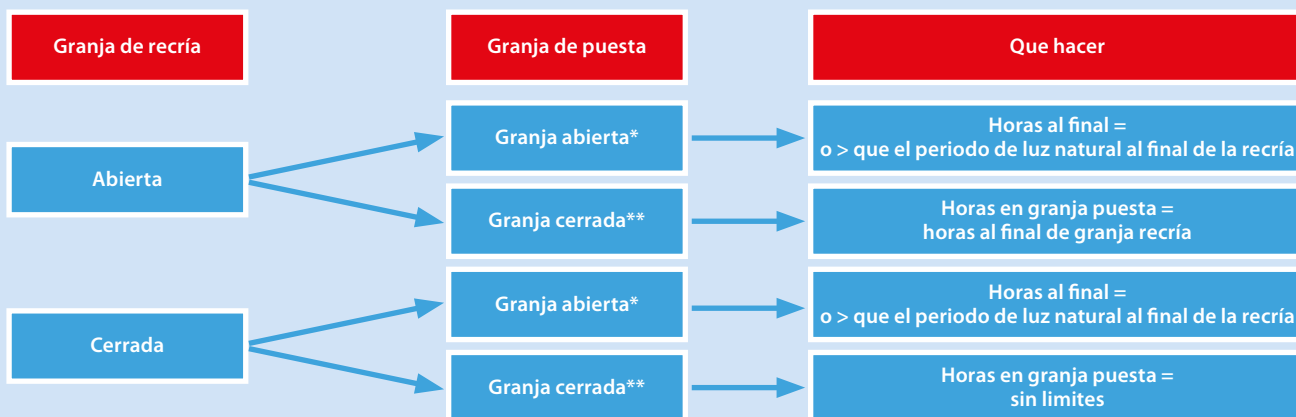 Granja de recría
Granja de puesta
Que hacer
Abierta
Granja abierta*
Horas al final =
o > que el periodo de luz natural al final de la recría
Granja cerrada**
Horas en granja puesta =
horas al final de granja recría
Cerrada
Granja abierta*
Horas al final =
o > que el periodo de luz natural al final de la recría
Granja cerrada**
Horas en granja puesta =
sin limites